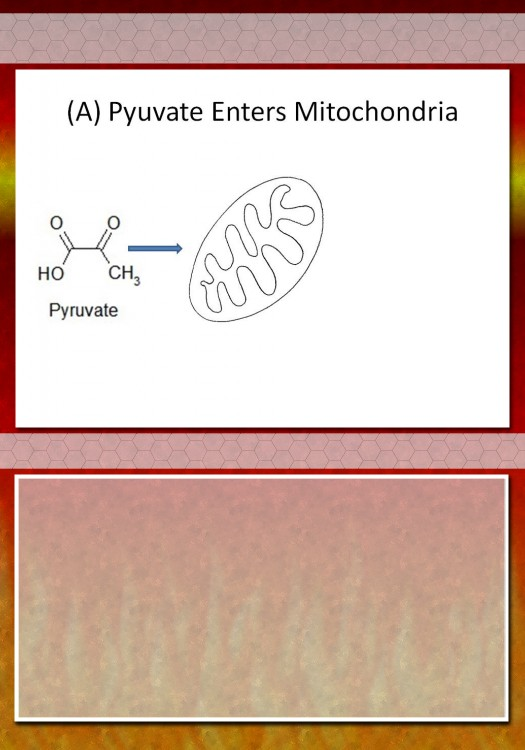 (A) Pyuvate Enters Mitochondria
O O
HO CH3
Pyruvate